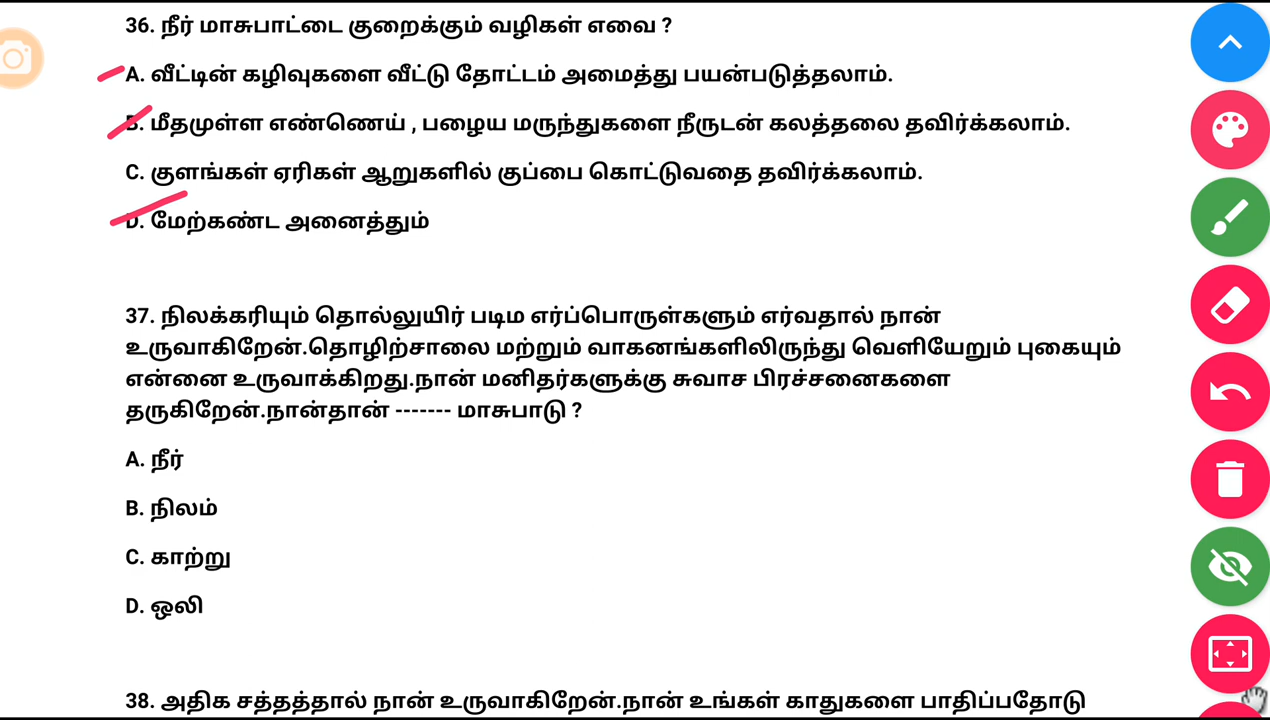 36. நீர் மாசுபாட்டை குறைக்கும் வழிகள் எவை ?
A. வீட்டின் கழிவுகளை வீட்டு தோட்டம் அமைத்து பயன்படுத்தலாம்.
B. மீதமுள்ள எண்ணெய் , பழைய மருந்துகளை நீருடன் கலத்தலை தவிர்க்கலாம்.
C. குளங்கள் ஏரிகள் ஆறுகளில் குப்பை கொட்டுவதை தவிர்க்கலாம்.
D. மேற்கண்ட அனைத்தும்
37. நிலக்கரியும் தொல்லுயிர் படிம எர்ப்பொருள்களும் எர்வதால் நான்
உருவாகிறேன்.தொழிற்சாலை மற்றும் வாகனங்களிலிருந்து வெளியேறும் புகையும்
என்னை உருவாக்கிறது.நான் மனிதர்களுக்கு சுவாச பிரச்சனைகளை
தருகிறேன்.நான்தான் ------- மாசுபாடு ?
A. நீர்
B. நிலம்
C. காற்று
D. ஒலி
38. அதிக சத்தத்தால் நான் உருவாகிறேன்.நான் உங்கள் காதுகளை பாதிப்பதோடு